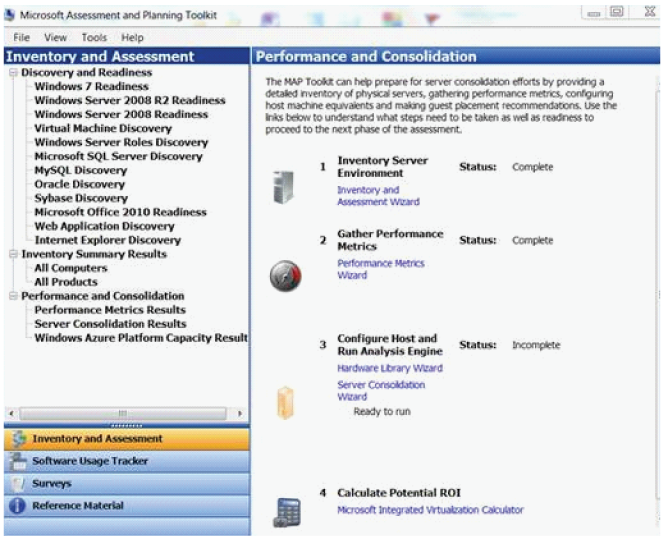 Microsoft Assessment and Planning Toolkit
File View Tools Help
Inventory and Assessment
Discovery and Readiness
Windows 7 Readiness
Windows Server 2008 R2 Readiness
Windows Server 2008 Readiness
Virtual Machine Discovery
Windows Server Roles Discovery
Microsoft SQL Server Discovery
MySQL Discovery
Oracle Discovery
Sybase Discovery
Microsoft Office 2010 Readiness
Web Application Discovery
Internet Explorer Discovery
Inventory Summary Results
All Computers
All Products
Performance and Consolidation
Performance Metrics Results
Server Consolidation Results
Windows Azure Platform Capacity Result
Inventory and Assessment
Software Usage Tracker
Surveys
Reference Material
Performance and Consolidation
The MAP Toolkit can help prepare for server consolidation efforts by providing a
detailed inventory of physical servers, gathering performance metrics, configuring
host machine equivalents and making guest placement recommendations. Use the
links below to understand what steps need to be taken as well as readiness to
proceed to the next phase of the assessment.
1 Inventory Server Status: Complete
Environment
Inventory and
Assessment Wizard
2 Gather Performance Status: Complete
Metrics
Performance Metrics
Wizard
3 Configure Host and Status: Incomplete
Run Analysis Engine
Hardware Library Wizard
Server Consolidation
Wizard
Ready to run
4 Calculate Potential ROI
Microsoft Integrated Virtualization Calculator